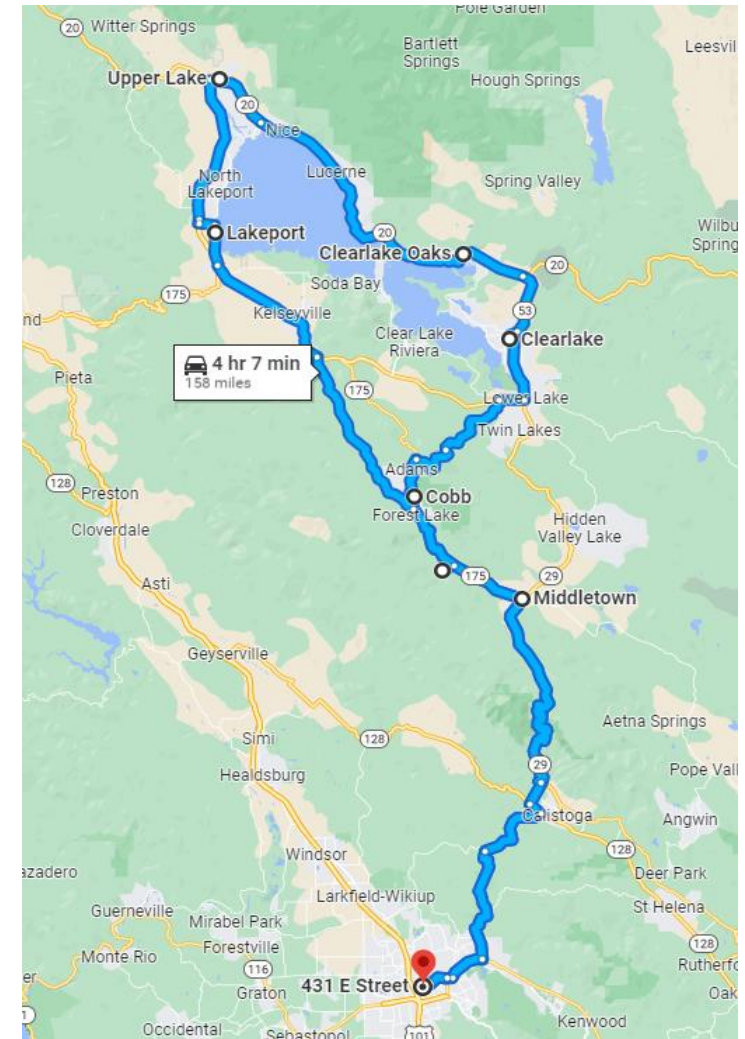 Pole Garden
20
Witter Springs
Bartlett
Springs
Leesvil
Upper Lake
Hough Springs
20
Nice
North
Lakeport
Lucerne
Spring Valley
Lakeport
20
Wilbu
Spring
Clearlake Oaks
20
175
Soda Bay
nd
Kelseyville
53
Clear Lake
Riviera
Clearlake
4 hr 7 min
158 miles
Pieta
175
Lower Lake
Twin Lakes
Adams
128
Preston
Cobb
Forest Lake
Cloverdale
Hidden
Valley Lake
Asti
175
29
Middletown
Geyserville
Aetna Springs
128
Simi
29
Pope Vall
Healdsburg
Calistoga
Angwin
128
Windsor
azadero
Deer Park
Larkfield-Wikiup
Guerneville
Mirabel Park
St Helena
Forestville
128
Monte Rio
116
Rutherfo
er
Graton
431 E Street
Oak
1
Occidental
Sebastopol
101
Kenwood